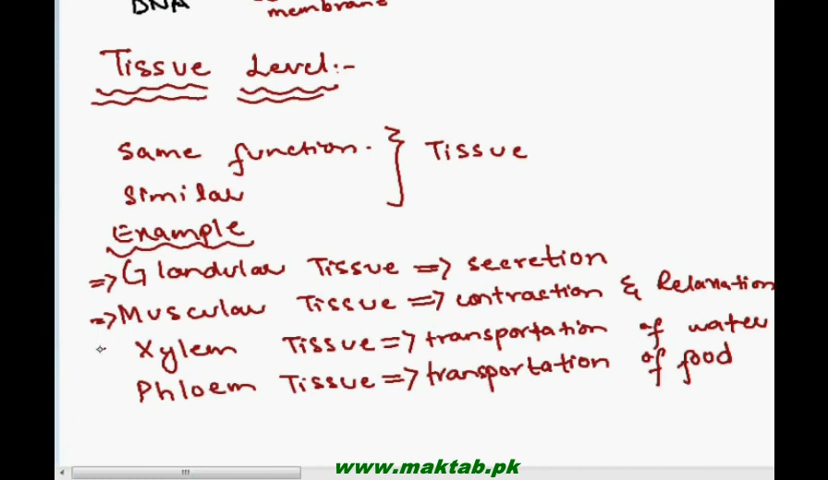 DNA membrane
Tissue Level:-
Same function. } Tissue
Similar
Example
=> Glandular Tissue => secretion
=> Muscular Tissue => contraction & Relaxation
Xylem Tissue => transportation of water
Phloem Tissue => transportation of food
www.maktab.pk